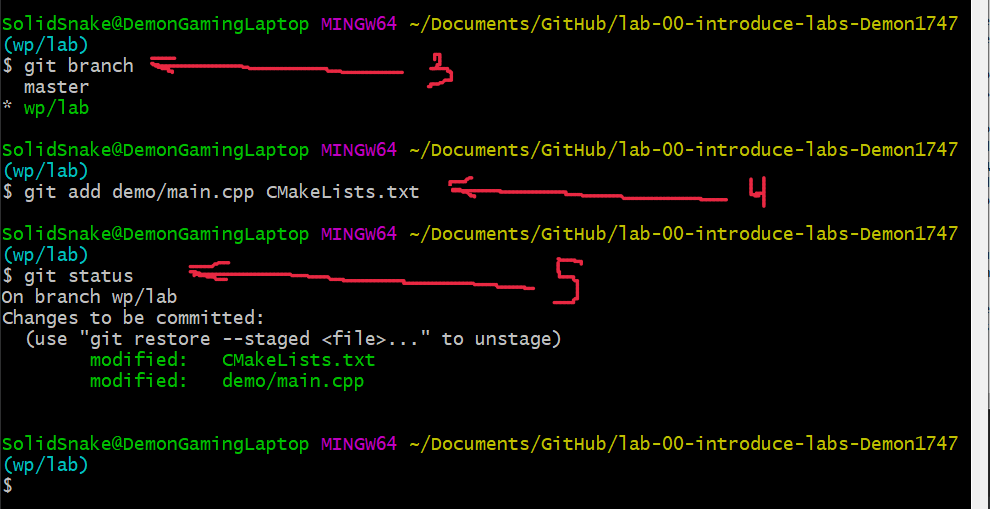 SolidSnake@DemonGamingLaptop MINGW64 ~/Documents/GitHub/lab-00-introduce-labs-Demon1747
(wp/lab)
$ git branch 3
master
* wp/lab
SolidSnake@DemonGamingLaptop MINGW64 ~/Documents/GitHub/lab-00-introduce-labs-Demon1747
(wp/lab)
$ git add demo/main.cpp CMakeLists.txt 4
SolidSnake@DemonGamingLaptop MINGW64 ~/Documents/GitHub/lab-00-introduce-labs-Demon1747
(wp/lab)
$ git status 5
On branch wp/lab
Changes to be committed:
(use "git restore --staged <file>..." to unstage)
modified: CMakeLists.txt
modified: demo/main.cpp
SolidSnake@DemonGamingLaptop MINGW64 ~/Documents/GitHub/lab-00-introduce-labs-Demon1747
(wp/lab)
$